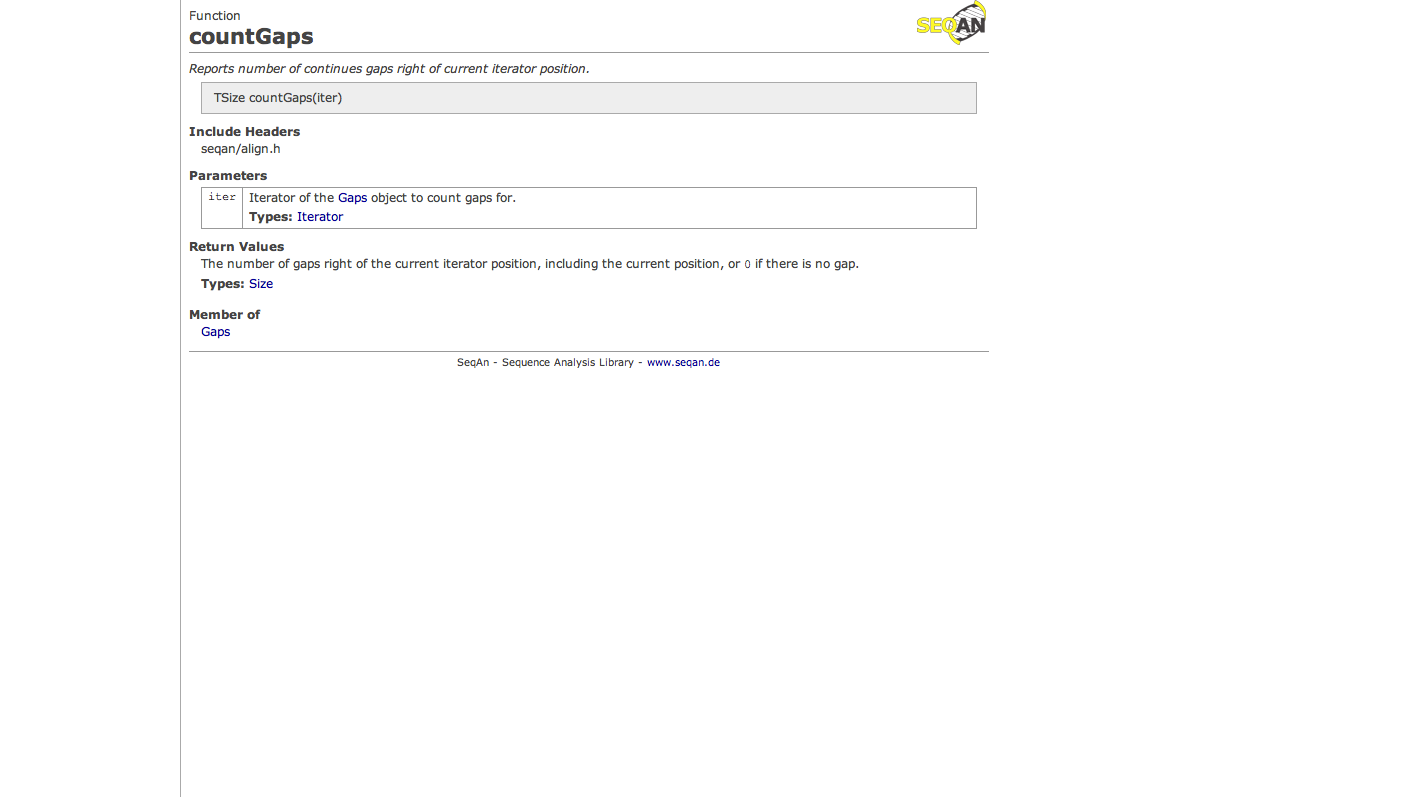 Function
SEQAN
countGaps
Reports number of continues gaps right of current iterator position.
TSize countGaps(iter)
Include Headers
seqan/align.h
Parameters
iter Iterator of the Gaps object to count gaps for.
Types: Iterator
Return Values
The number of gaps right of the current iterator position, including the current position, or 0 if there is no gap.
Types: Size
Member of
Gaps
SeqAn - Sequence Analysis Library - www.seqan.de